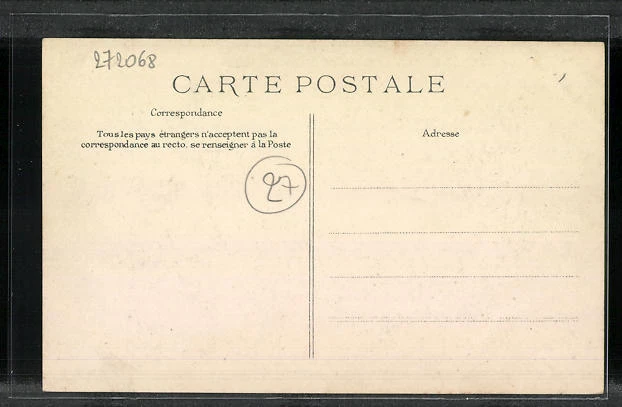 272068
CARTE POSTALE
Correspondance
Tous les pays étrangers n'acceptent pas la
correspondance au recto, se renseigner à la Poste
Adresse
27